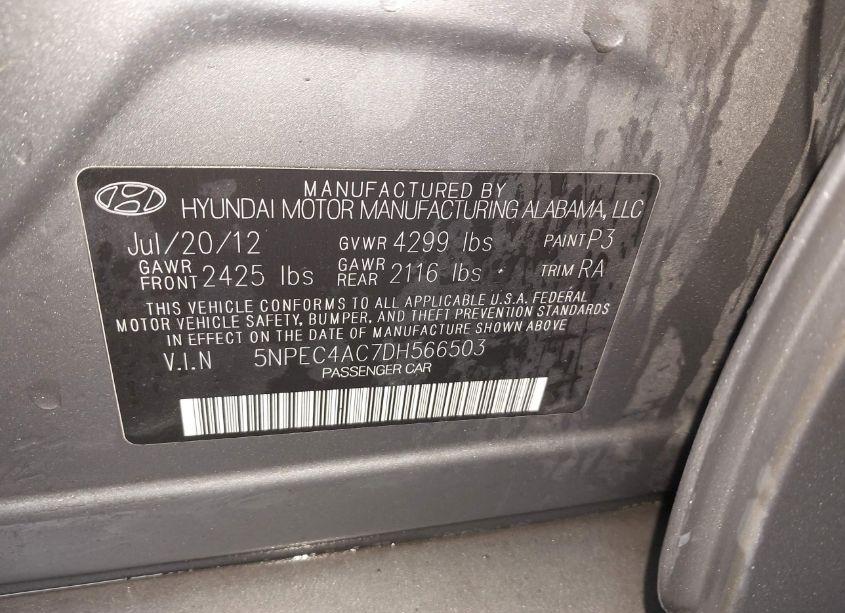 MANUFACTURED BY
HYUNDAI MOTOR MANUFACTURING ALABAMA, LLC
Jul/20/12 GVWR 4299 lbs PAINT P3
GAWR FRONT 2425 lbs GAWR REAR 2116 lbs TRIM RA
THIS VEHICLE CONFORMS TO ALL APPLICABLE U.S.A. FEDERAL
MOTOR VEHICLE SAFETY, BUMPER, AND THEFT PREVENTION STANDARDS
IN EFFECT ON THE DATE OF MANUFACTURE SHOWN ABOVE
V.I.N 5NPEC4AC7DH566503
PASSENGER CAR